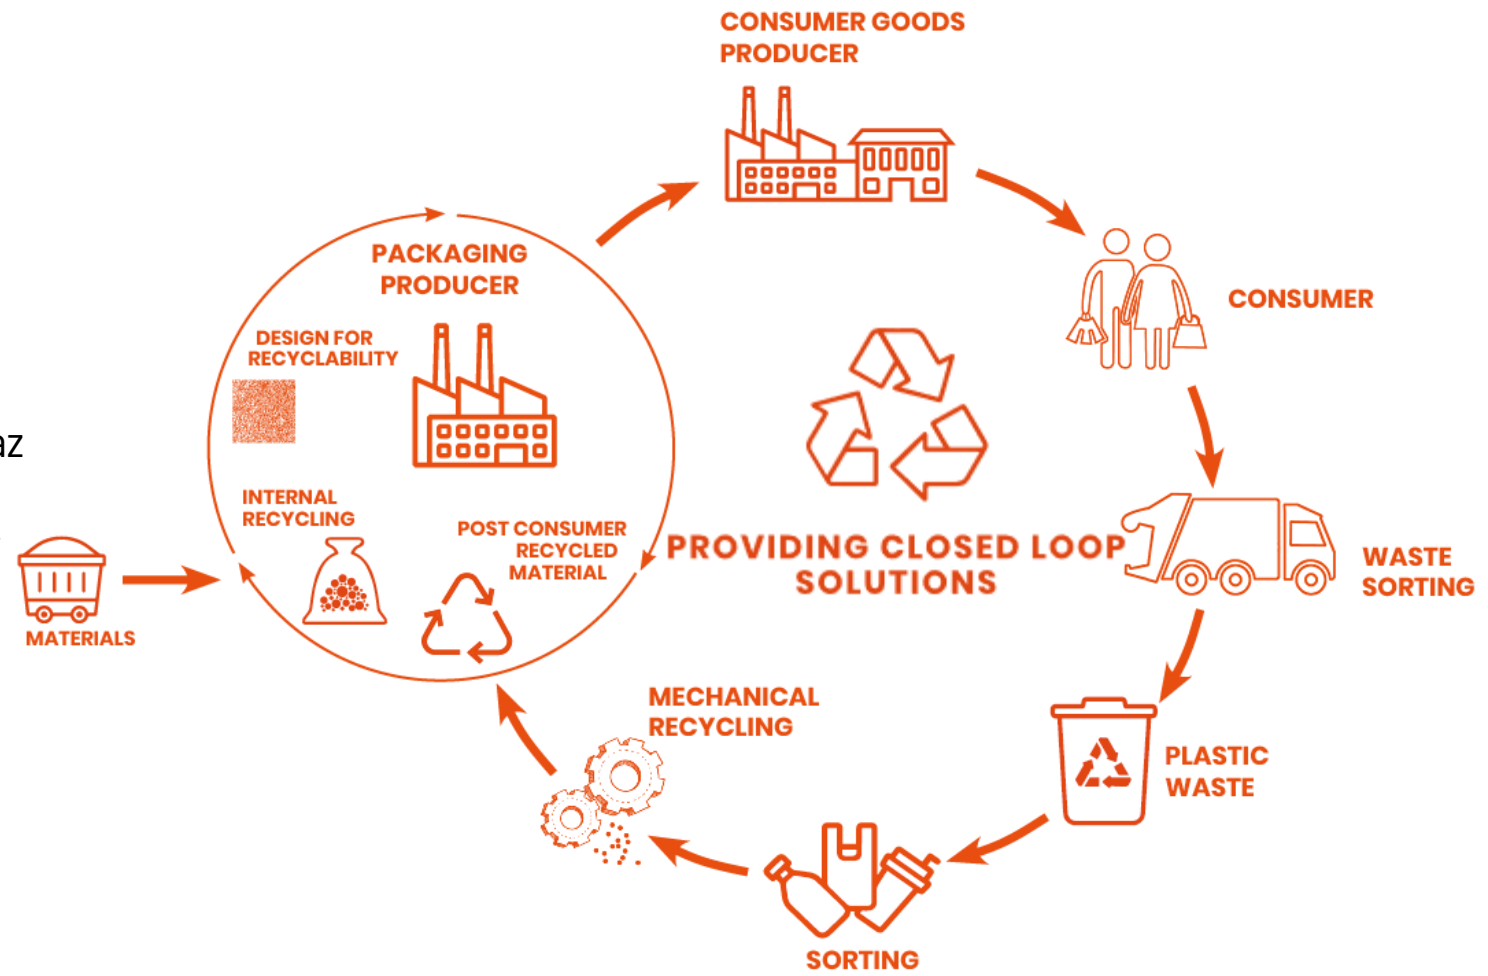 CONSUMER GOODS
PRODUCER
PACKAGING
PRODUCER
DESIGN FOR
RECYCLABILITY
CONSUMER
az
INTERNAL
RECYCLING
POST CONSUMER
RECYCLED
MATERIAL
MATERIALS
PROVIDING CLOSED LOOP
SOLUTIONS
WASTE
SORTING
MECHANICAL
RECYCLING
PLASTIC
WASTE
SORTING